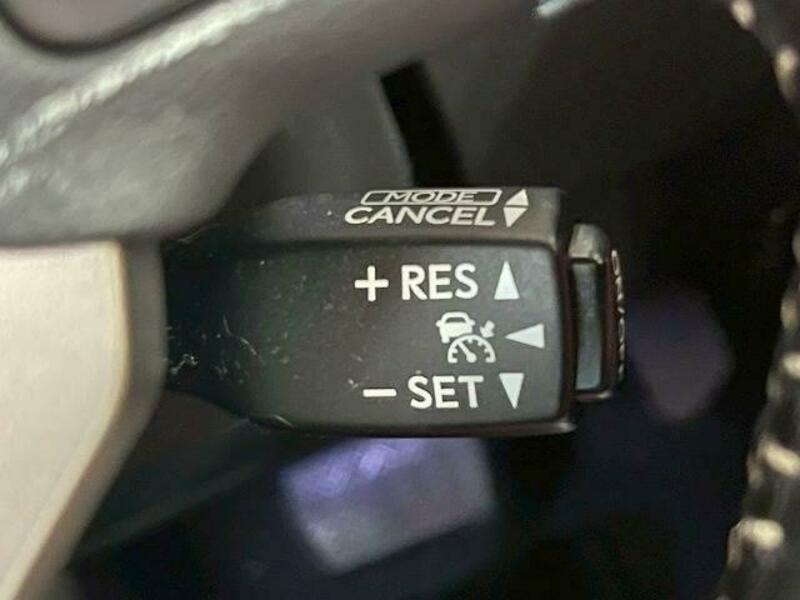 MODE
CANCEL
+ RES
- SET